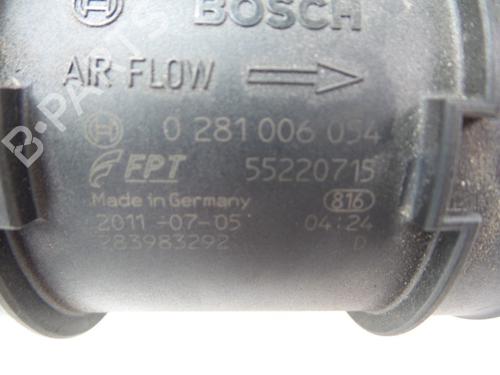 BOSCH
AIR FLOW
0 281 006 054
FPT 55220715
Made in Germany 816
2011-07-05 04:24
283983292 D
B-PARTS